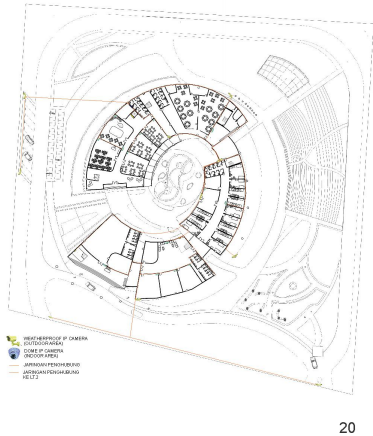 WEATHERPROOF IP CAMERA
(OUTDOOR AREA)
DOME IP CAMERA
(INDOOR AREA)
JARINGAN PENGHUBUNG
JARINGAN PENGHUBUNG
KE LT.2
20